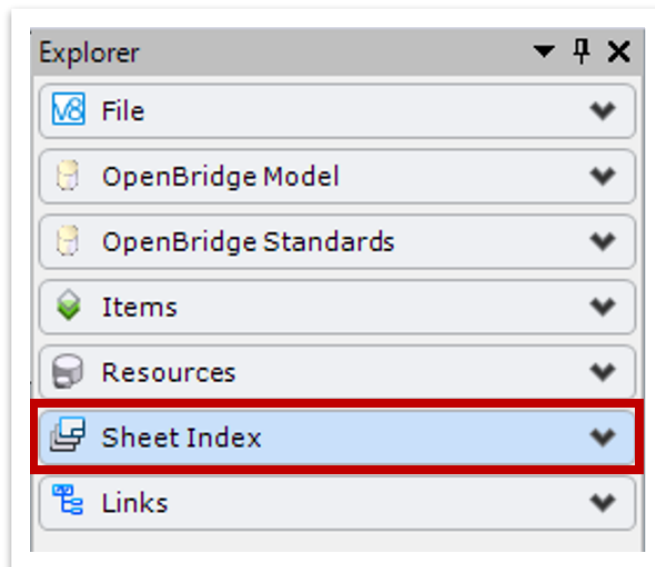 Explorer
V8 File
OpenBridge Model
OpenBridge Standards
Items
Resources
Sheet Index
Links